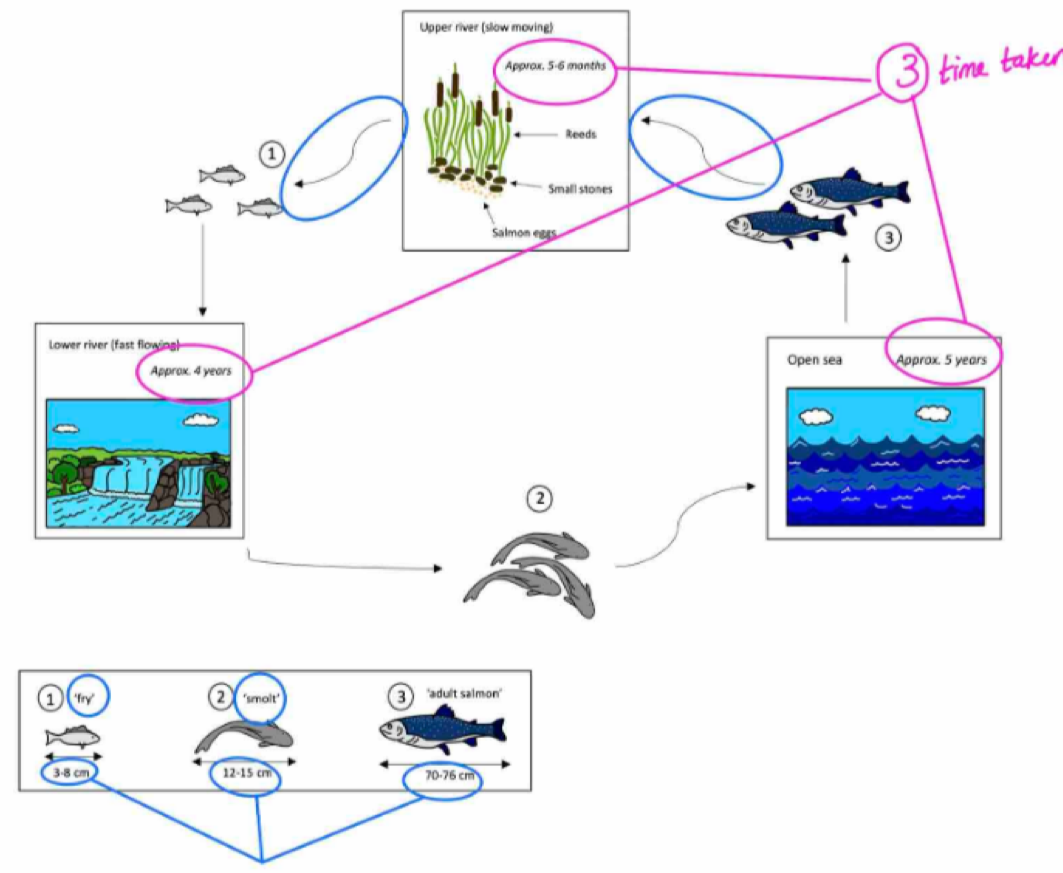 Upper river (slow moving)
Approx. 5-6 months
3 time taken
Reeds
1
Small stones
Salmon eggs
3
Lower river (fast flowing)
Approx. 4 years
Open sea
Approx. 5 years
2
1 'fry'
2 'smolt'
3 'adult salmon'
3-8 cm
12-15 cm
70-76 cm